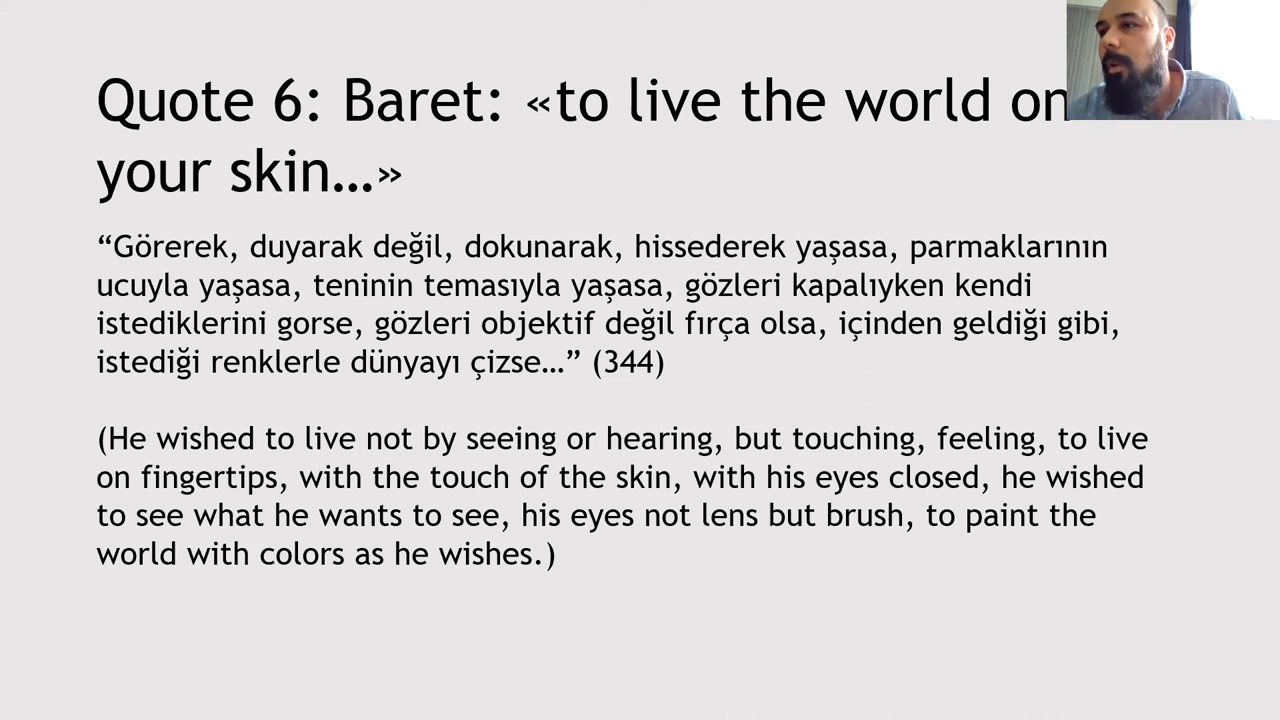 Quote 6: Baret: «to live the world on
your skin…»
“Görerek, duyarak değil, dokunarak, hissederek yaşasa, parmaklarının
ucuyla yaşasa, teninin temasıyla yaşasa, gözleri kapalıyken kendi
istediklerini gorse, gözleri objektif değil fırça olsa, içinden geldiği gibi,
istediği renklerle dünyayı çizse…” (344)
(He wished to live not by seeing or hearing, but touching, feeling, to live
on fingertips, with the touch of the skin, with his eyes closed, he wished
to see what he wants to see, his eyes not lens but brush, to paint the
world with colors as he wishes.)